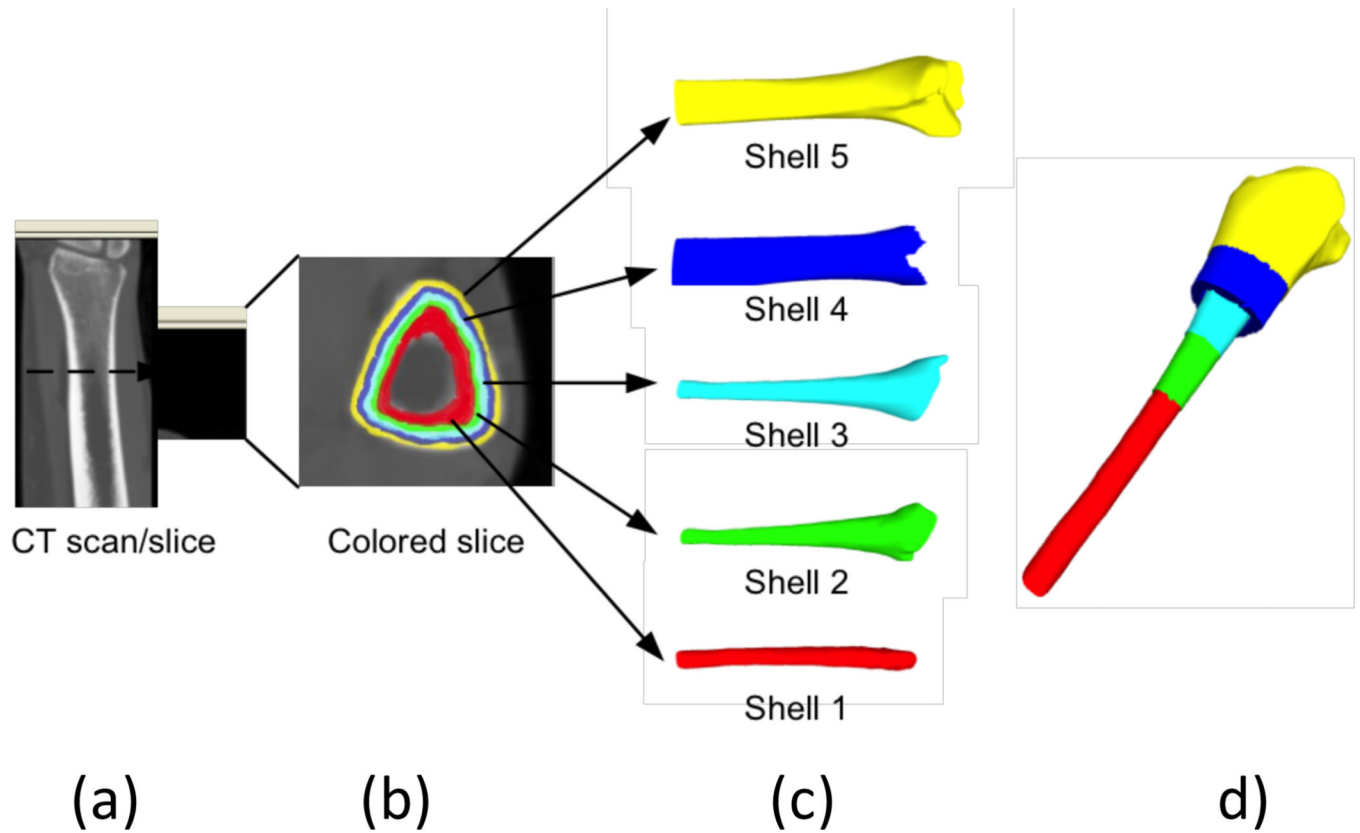 Shell 5
Shell 4
Shell 3
CT scan/slice
Colored slice
Shell 2
Shell 1
(a)
(b)
(c)
d)